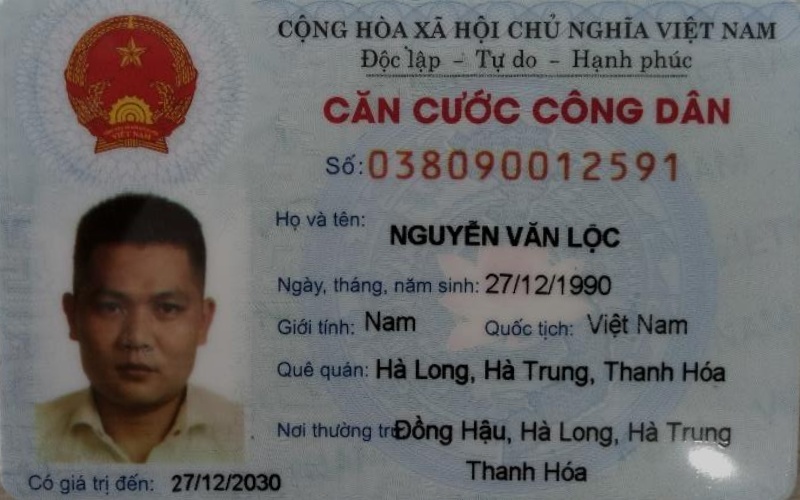 CỘNG HÒA XÃ HỘI CHỦ NGHĨA VIỆT NAM
Độc lập - Tự do - Hạnh phúc
CĂN CƯỚC CÔNG DÂN
Số: 038090012591
Họ và tên: NGUYỄN VĂN LỘC
Ngày, tháng, năm sinh: 27/12/1990
Giới tính: Nam Quốc tịch: Việt Nam
Quê quán: Hà Long, Hà Trung, Thanh Hóa
Nơi thường trú: Đồng Hậu, Hà Long, Hà Trung
Thanh Hóa
Có giá trị đến: 27/12/2030
VIỆT NAM